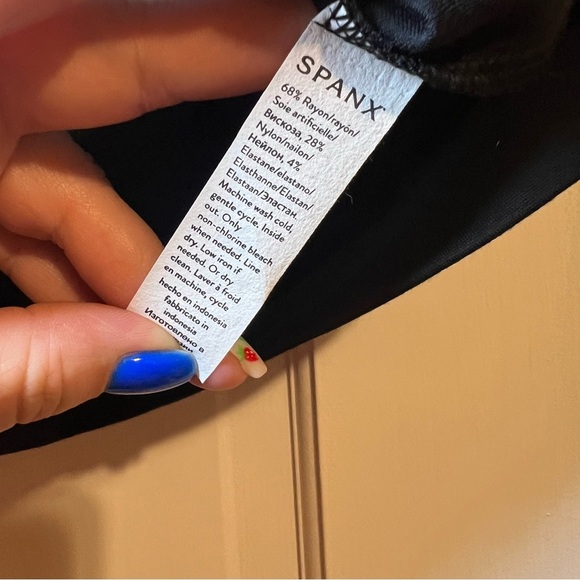 SPANX
68% Rayon/rayon/
Soie artificielle/
Вискоза, 28%
Nylon/nailon/
Нейлон, 4%
Elastane/elastano/
Elasthanne/Elastan/
Elastaan/Эластан.
Machine wash cold,
gentle cycle. Inside
out. Only
non-chlorine bleach
when needed. Line
dry. Low iron if
needed. Or, dry
clean. Laver à froid
en machine, cycle
hecho en indonesia
fabbricato in
indonesia
Изготовлено в